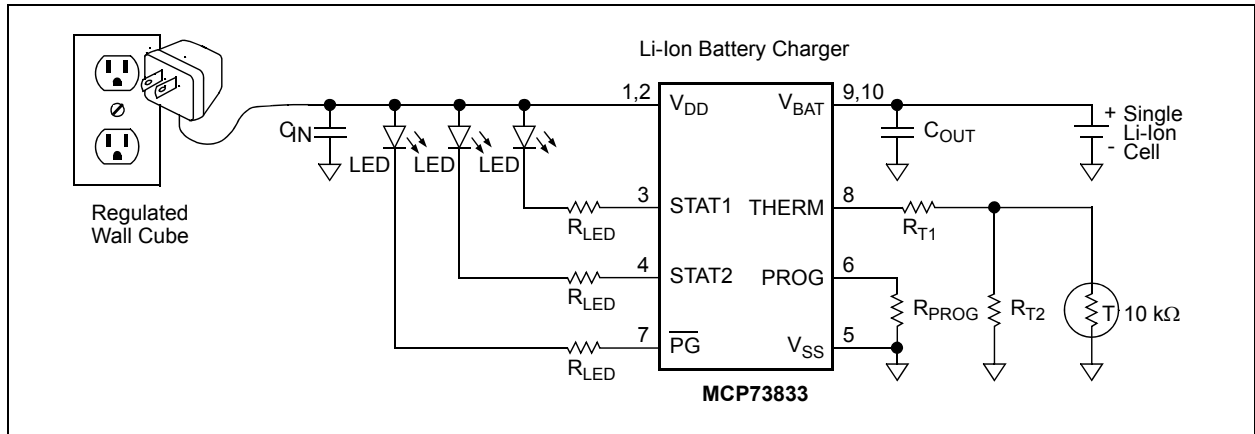 Li-Ion Battery Charger
Regulated
Wall Cube
CIN
LED
LED
LED
RLED
RLED
RLED
1,2
3
4
7
VDD
STAT1
STAT2
PG
VBAT
THERM
PROG
VSS
9,10
8
6
5
COUT
+ Single
Li-Ion
- Cell
RT1
RPROG
RT2
T
10 kΩ
MCP73833